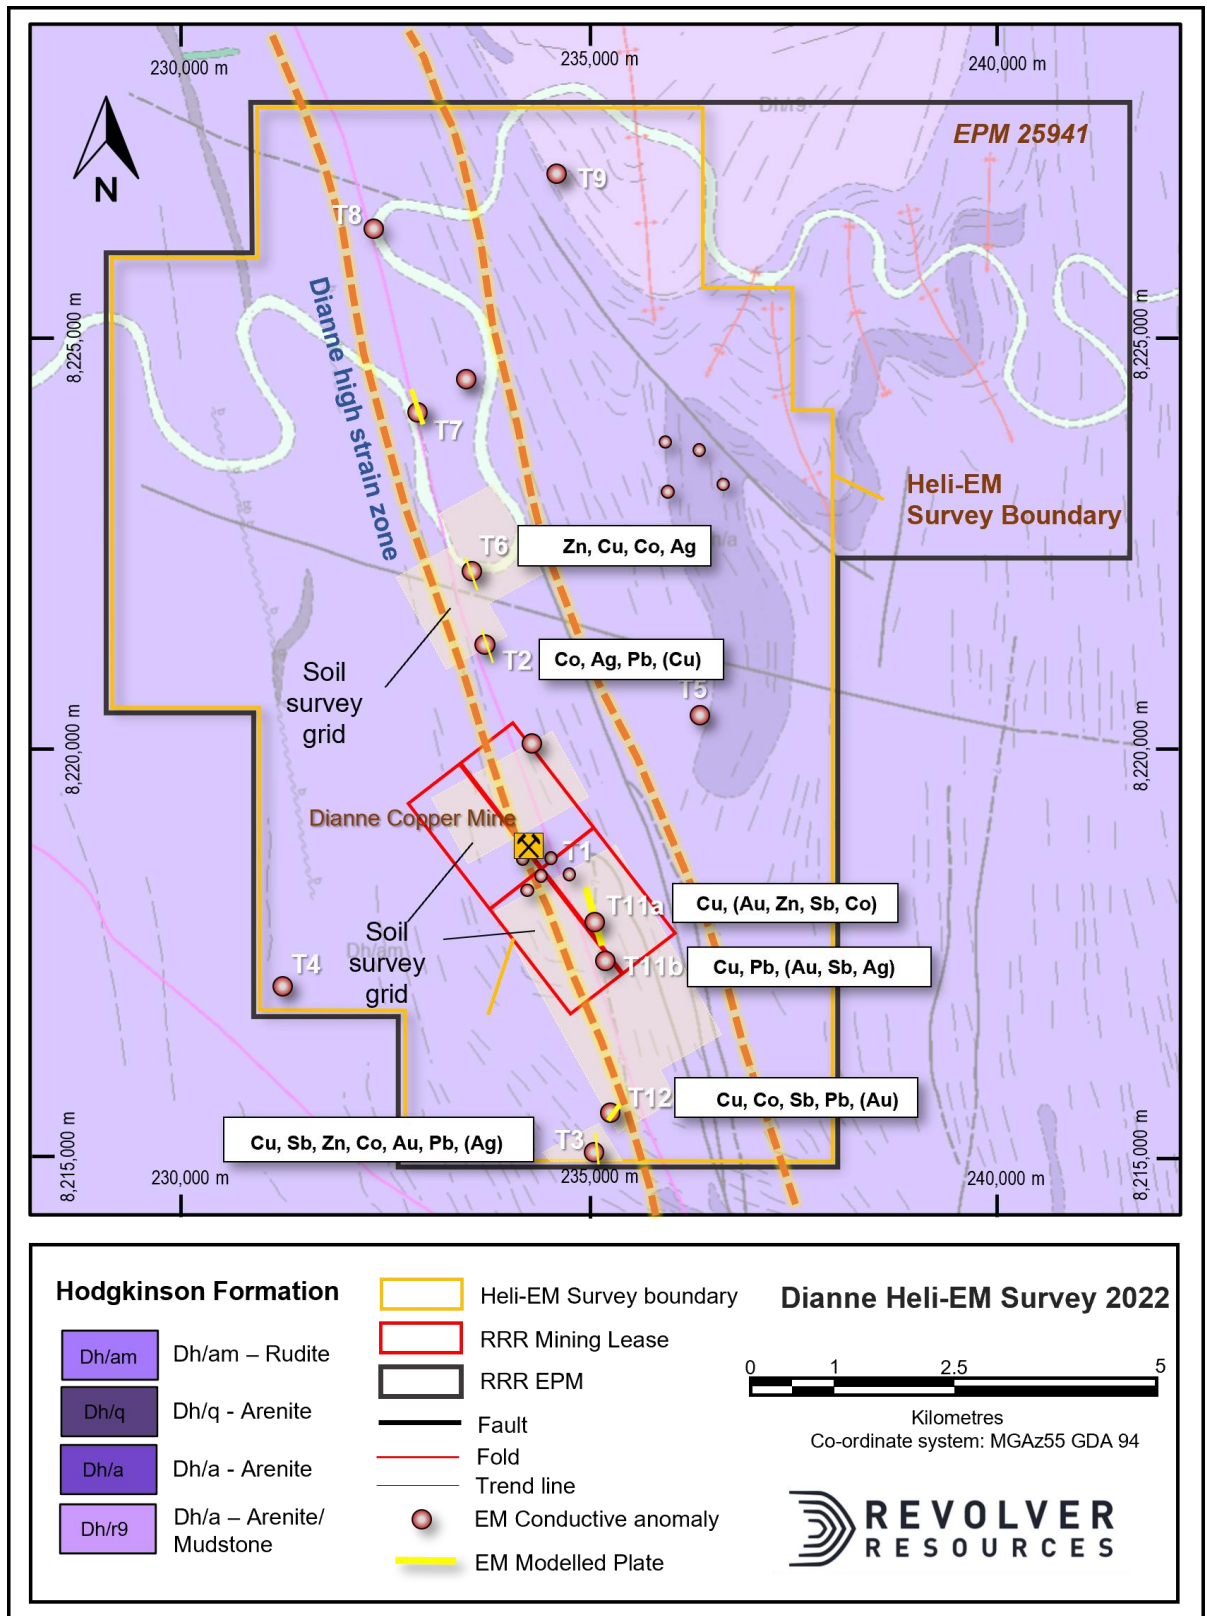 230,000 m
235,000 m
240,000 m
EPM 25941
N
T9
T8
8,225,000 m
8,225,000 m
Dianne high strain zone
T7
Heli-EM
Survey Boundary
T6
Zn, Cu, Co, Ag
T2
Co, Ag, Pb, (Cu)
T5
Soil
survey
grid
8,220,000 m
8,220,000 m
Dianne Copper Mine
T1
T11a
Cu, (Au, Zn, Sb, Co)
Soil
survey
grid
Dh/am
T4
T11b
Cu, Pb, (Au, Sb, Ag)
T12
Cu, Co, Sb, Pb, (Au)
T3
Cu, Sb, Zn, Co, Au, Pb, (Ag)
8,215,000 m
8,215,000 m
230,000 m
235,000 m
240,000 m
Hodgkinson Formation
Dh/am
Dh/am – Rudite
Dh/q
Dh/q - Arenite
Dh/a
Dh/a - Arenite
Dh/r9
Dh/a – Arenite/
Mudstone
Heli-EM Survey boundary
RRR Mining Lease
RRR EPM
Fault
Fold
Trend line
EM Conductive anomaly
EM Modelled Plate
Dianne Heli-EM Survey 2022
0 1 2.5 5
Kilometres
Co-ordinate system: MGAz55 GDA 94
REVOLVER
RESOURCES